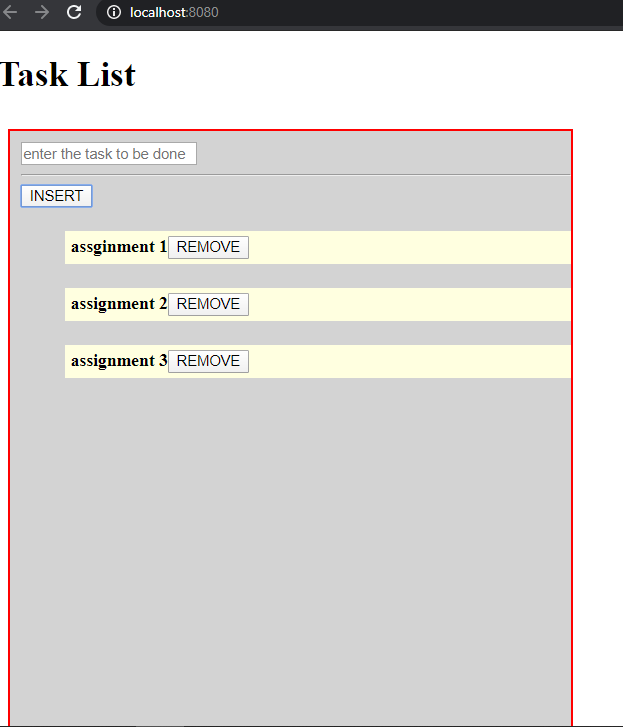 localhost:8080
Task List
enter the task to be done
INSERT
assginment 1 REMOVE
assignment 2 REMOVE
assignment 3 REMOVE